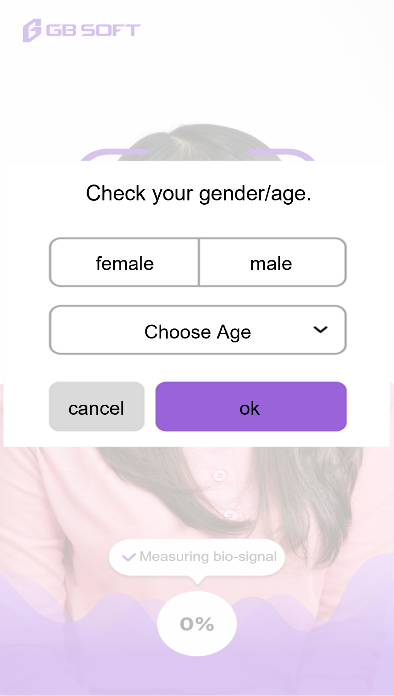 GB SOFT
Check your gender/age.
female
male
Choose Age
cancel
ok
Measuring bio-signal
0%